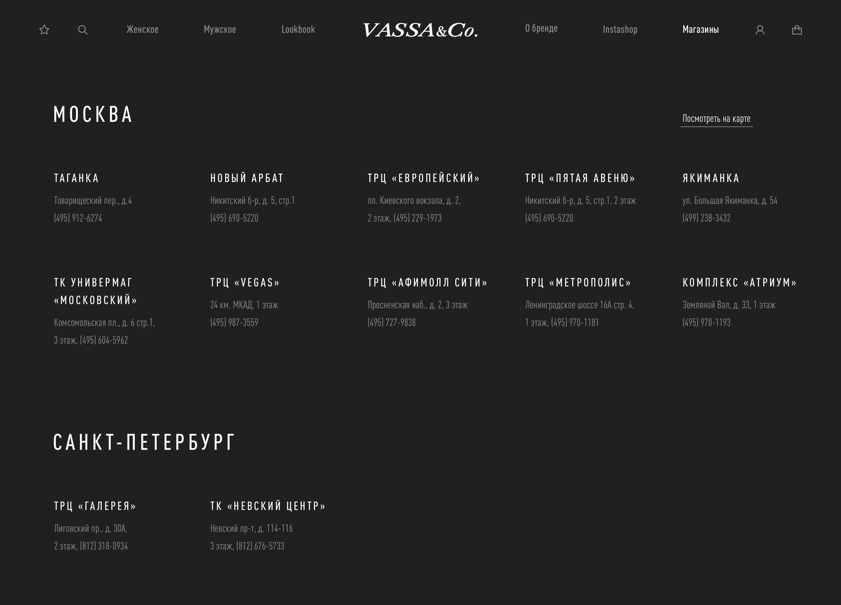 Женское Мужское Lookbook VASSA&Co. О бренде Instashop Магазины
МОСКВА
Посмотреть на карте
ТАГАНКА
Товарищеский пер., д.4
(495) 912-6274
НОВЫЙ АРБАТ
Никитский б-р, д. 5, стр.1
(495) 690-5220
ТРЦ «ЕВРОПЕЙСКИЙ»
пл. Киевского вокзала, д. 2,
2 этаж, (495) 229-1973
ТРЦ «ПЯТАЯ АВЕНЮ»
Никитский б-р, д. 5, стр.1, 2 этаж
(495) 690-5220
ЯКИМАНКА
ул. Большая Якиманка, д. 54
(499) 238-3432
ТК УНИВЕРМАГ
«МОСКОВСКИЙ»
Комсомольская пл., д. 6 стр.1,
3 этаж, (495) 604-5962
ТРЦ «VEGAS»
24 км. МКАД, 1 этаж
(495) 987-3559
ТРЦ «АФИМОЛЛ СИТИ»
Пресненская наб., д. 2, 3 этаж
(495) 727-9838
ТРЦ «МЕТРОПОЛИС»
Ленинградское шоссе 16А стр. 4,
1 этаж, (495) 970-1181
КОМПЛЕКС «АТРИУМ»
Земляной Вал, д. 33, 1 этаж
(495) 970-1193
САНКТ-ПЕТЕРБУРГ
ТРЦ «ГАЛЕРЕЯ»
Лиговский пр., д. 30А,
2 этаж, (812) 318-0934
ТК «НЕВСКИЙ ЦЕНТР»
Невский пр-т, д. 114-116
3 этаж, (812) 676-5733